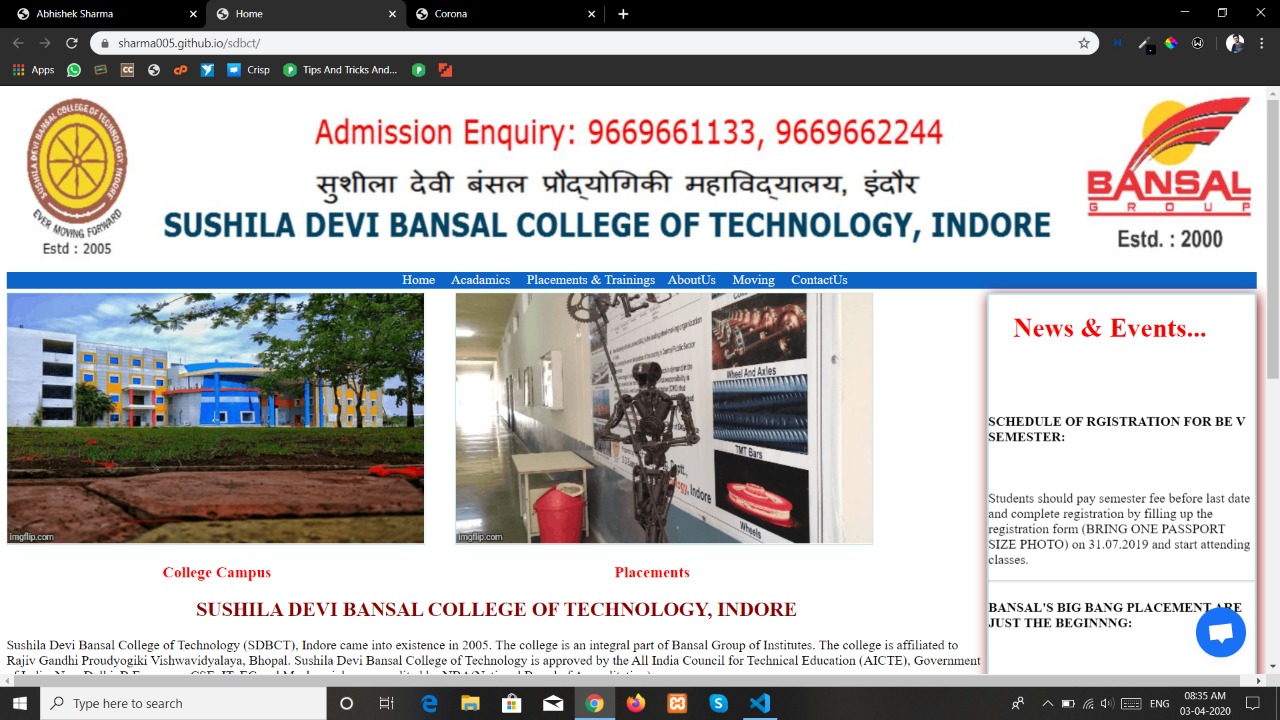 Abhishek Sharma
Home
Corona
sharma005.github.io/sdbct/
Apps
Crisp
Tips And Tricks And...
SUSHILA DEVI BANSAL COLLEGE OF TECHNOLOGY, INDORE
EVER MOVING FORWARD
Estd : 2005
Admission Enquiry: 9669661133, 9669662244
सुशीला देवी बंसल प्रौद्योगिकी महाविद्यालय, इंदौर
SUSHILA DEVI BANSAL COLLEGE OF TECHNOLOGY, INDORE
BANSAL
GROUP
Estd. : 2000
Home Acadamics Placements & Trainings AboutUs Moving ContactUs
Wheel And Axles
TMT Bars
Indore
Wheels
imgflip.com
imgflip.com
College Campus
Placements
SUSHILA DEVI BANSAL COLLEGE OF TECHNOLOGY, INDORE
Sushila Devi Bansal College of Technology (SDBCT), Indore came into existence in 2005. The college is an integral part of Bansal Group of Institutes. The college is affiliated to
Rajiv Gandhi Proudyogiki Vishwavidyalaya, Bhopal. Sushila Devi Bansal College of Technology is approved by the All India Council for Technical Education (AICTE), Government
News & Events...
SCHEDULE OF RGISTRATION FOR BE V
SEMESTER:
Students should pay semester fee before last date
and complete registration by filling up the
registration form (BRING ONE PASSPORT
SIZE PHOTO) on 31.07.2019 and start attending
classes.
BANSAL'S BIG BANG PLACEMENT ARE
JUST THE BEGINNNG:
Type here to search
ENG
08:35 AM
03-04-2020